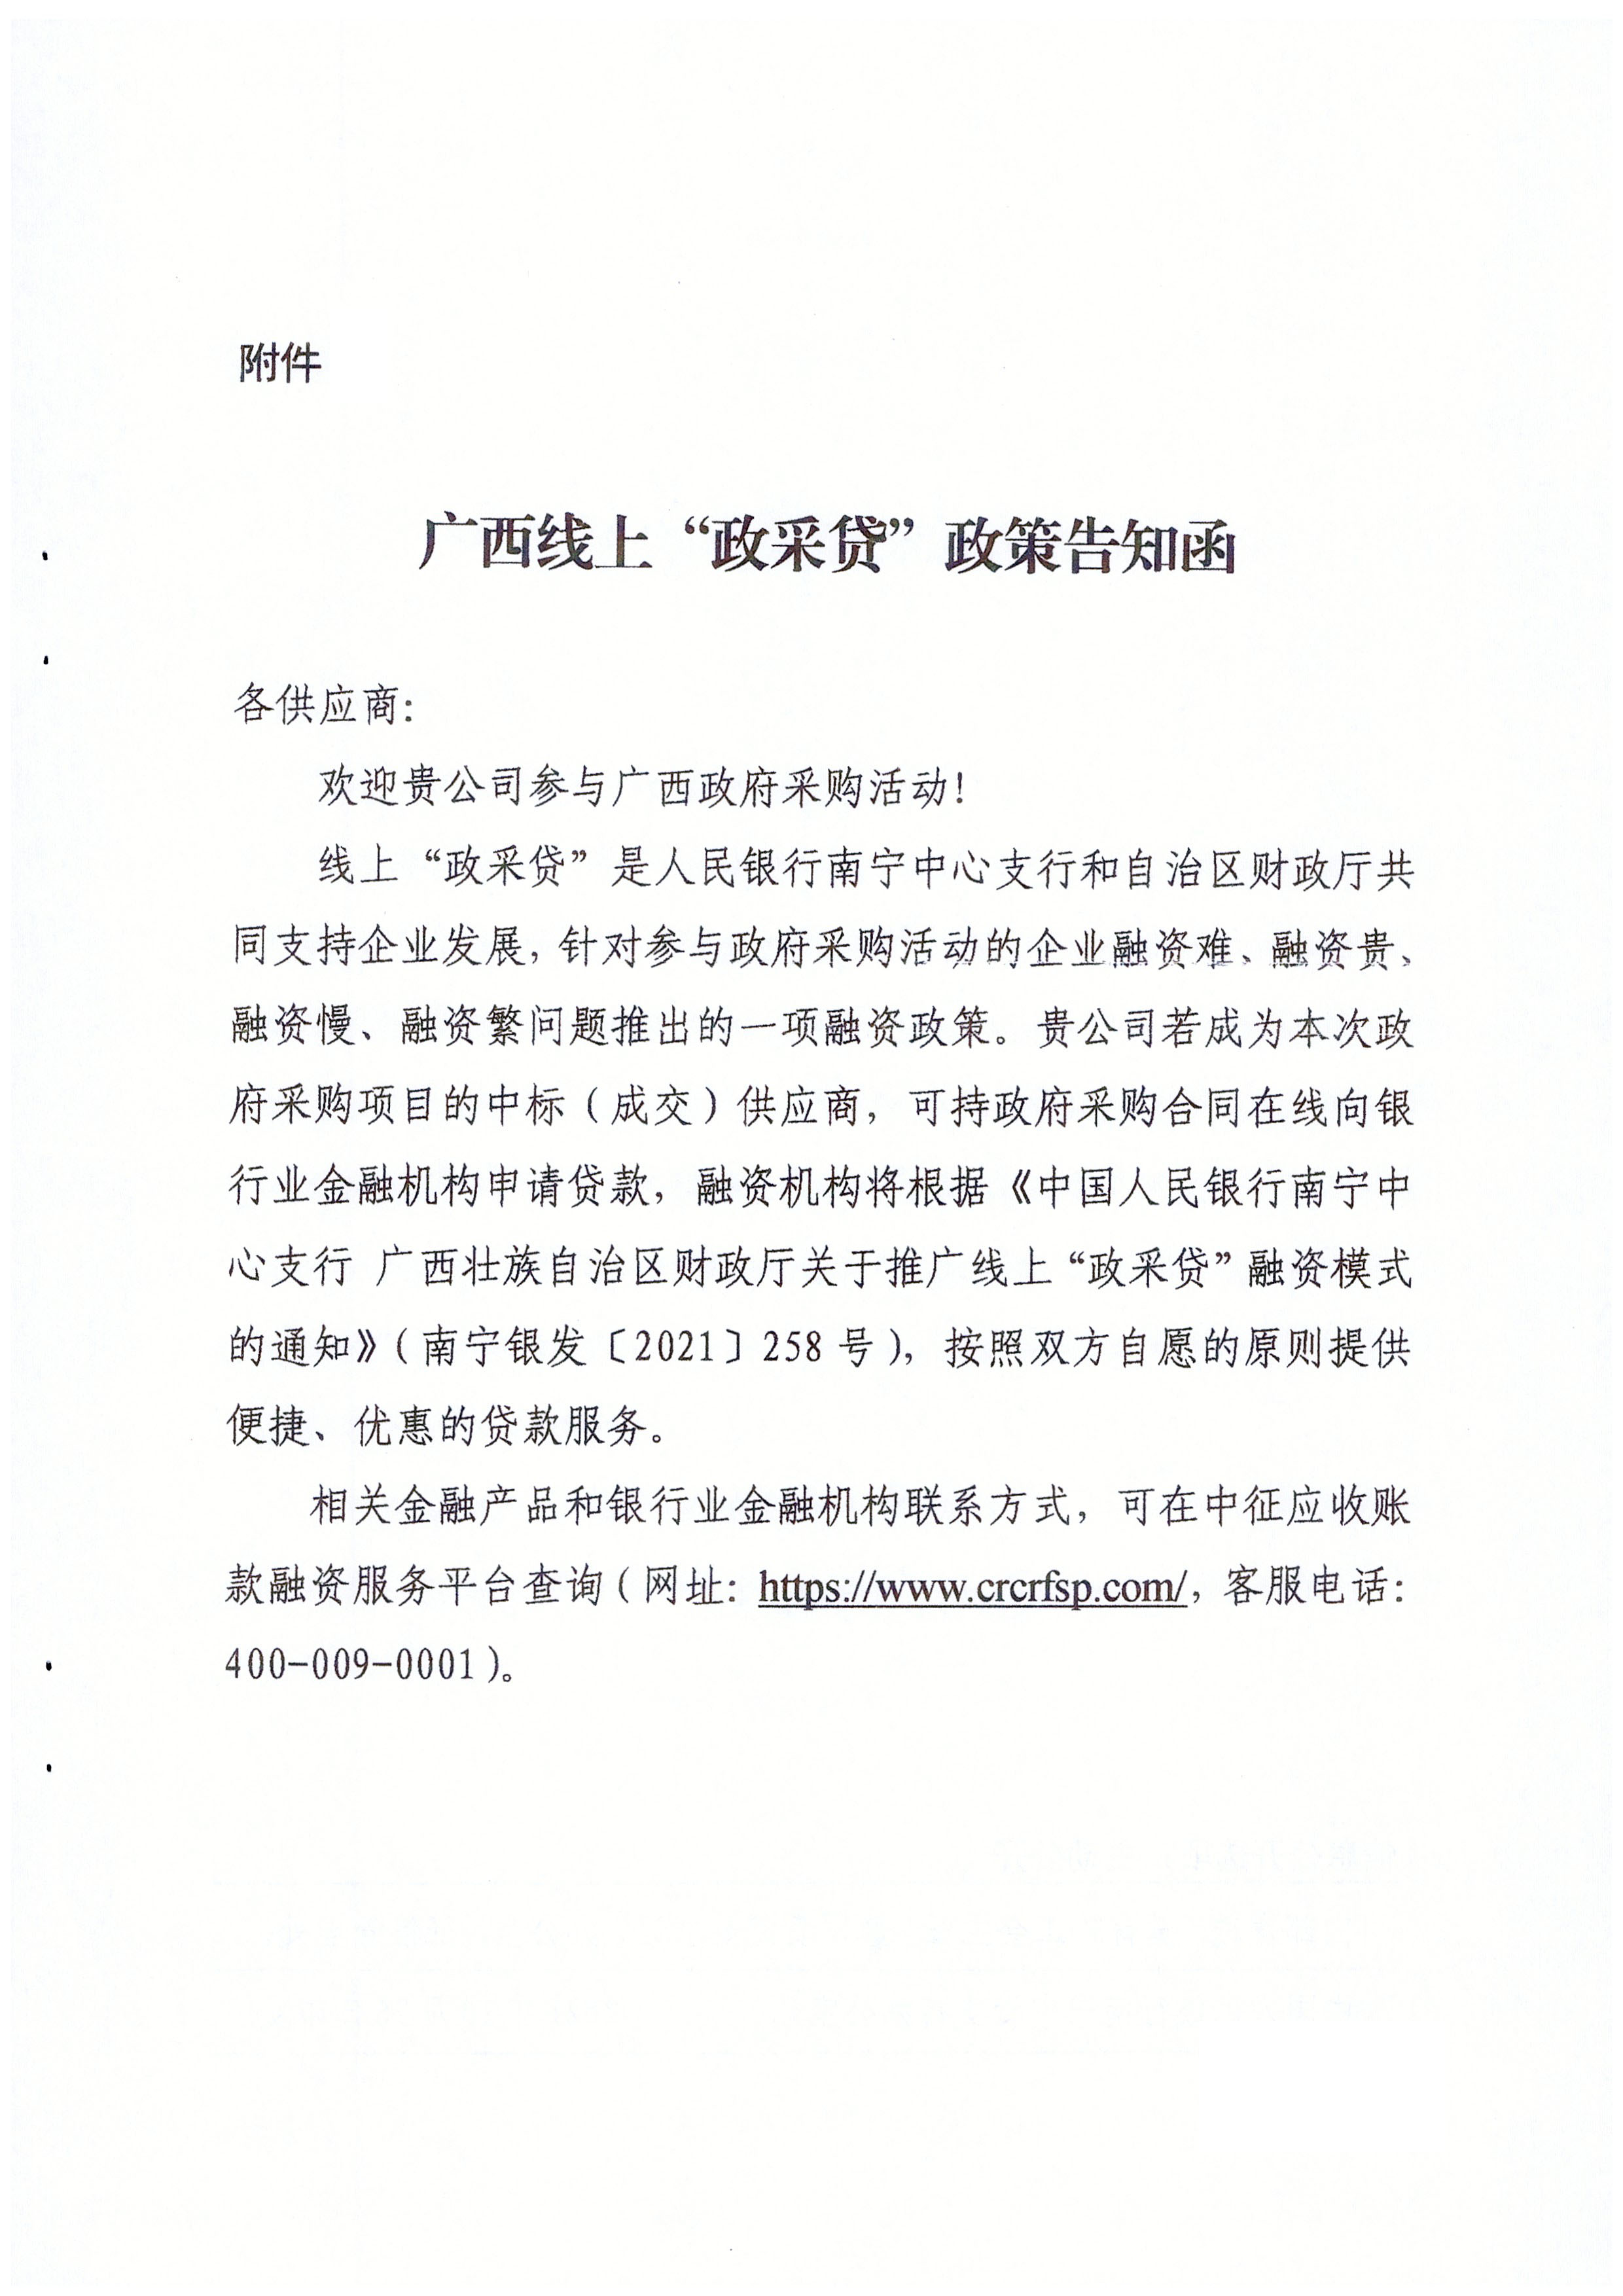 附件
广西线上“政采贷”政策告知函
各供应商：
欢迎贵公司参与广西政府采购活动！
线上“政采贷”是人民银行南宁中心支行和自治区财政厅共
同支持企业发展，针对参与政府采购活动的企业融资难、融资贵、
融资慢、融资繁问题推出的一项融资政策。贵公司若成为本次政
府采购项目的中标（成交）供应商，可持政府采购合同在线向银
行业金融机构申请贷款，融资机构将根据《中国人民银行南宁中
心支行 广西壮族自治区财政厅关于推广线上“政采贷”融资模式
的通知》（南宁银发〔2021〕258 号），按照双方自愿的原则提供
便捷、优惠的贷款服务。
相关金融产品和银行业金融机构联系方式，可在中征应收账
款融资服务平台查询（网址：https://www.crcrfsp.com/，客服电话：
400-009-0001）。